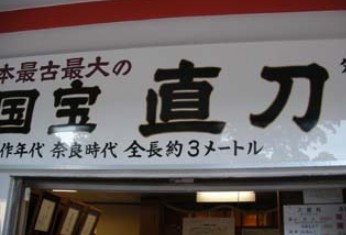 本最古最大の
国宝 直刀
作年代 奈良時代 全長約3メートル